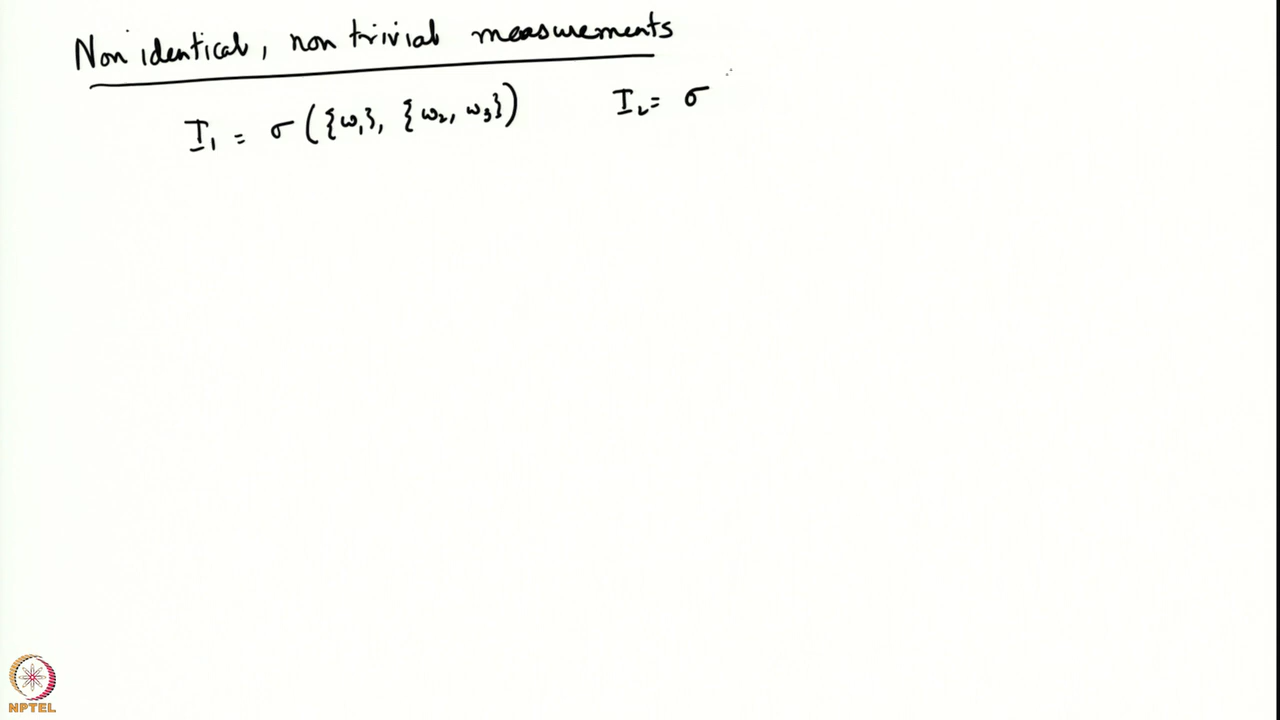 Non identical, non trivial measurements
I₁ = σ({ω₁}, {ω₂, ω₃}) I₂ = σ
NPTEL